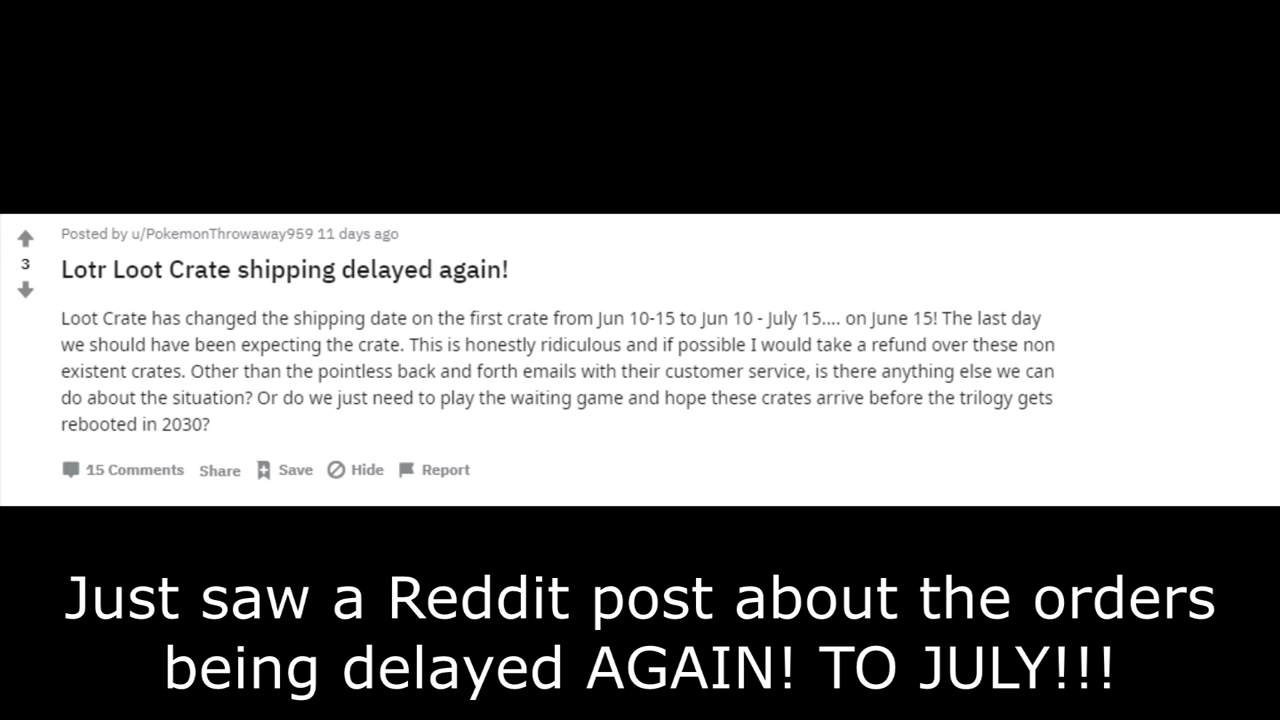 Posted by u/PokemonThrowaway959 11 days ago
3
Lotr Loot Crate shipping delayed again!
Loot Crate has changed the shipping date on the first crate from Jun 10-15 to Jun 10 - July 15.... on June 15! The last day
we should have been expecting the crate. This is honestly ridiculous and if possible I would take a refund over these non
existent crates. Other than the pointless back and forth emails with their customer service, is there anything else we can
do about the situation? Or do we just need to play the waiting game and hope these crates arrive before the trilogy gets
rebooted in 2030?
15 Comments Share Save Hide Report
Just saw a Reddit post about the orders
being delayed AGAIN! TO JULY!!!